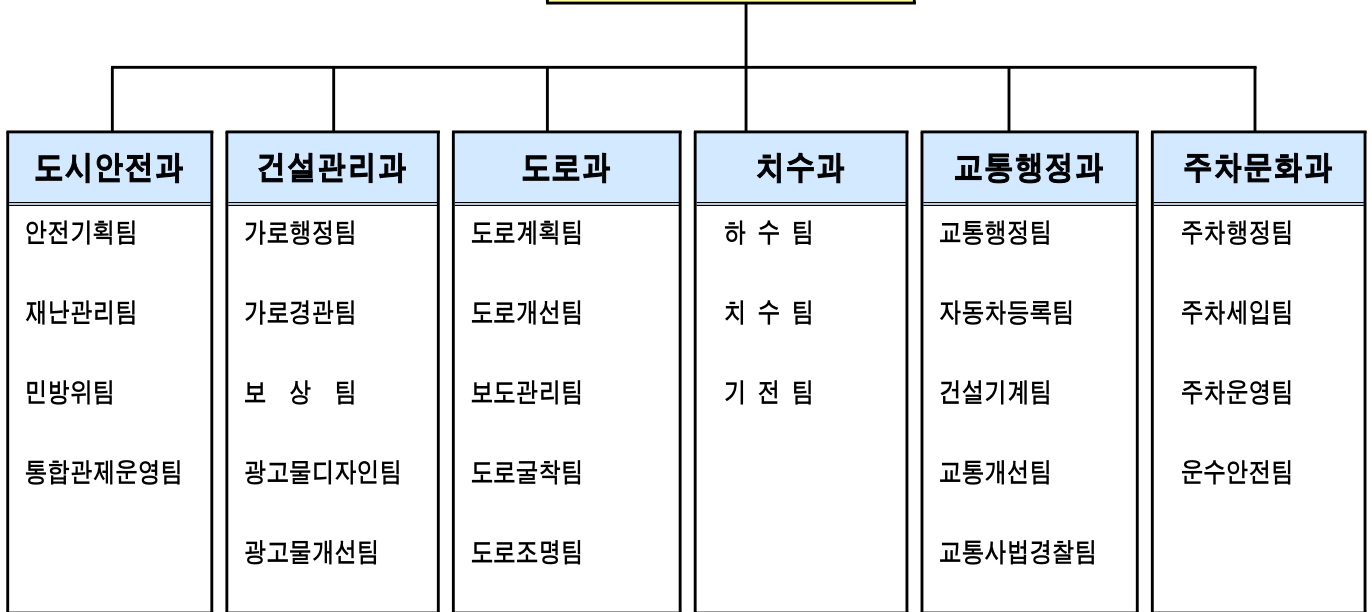 도시안전과
안전기획팀
재난관리팀
민방위팀
통합관제운영팀
건설관리과
가로행정팀
가로경관팀
보 상 팀
광고물디자인팀
광고물개선팀
도로과
도로계획팀
도로개선팀
보도관리팀
도로굴착팀
도로조명팀
치수과
하 수 팀
치 수 팀
기 전 팀
교통행정과
교통행정팀
자동차등록팀
건설기계팀
교통개선팀
교통사법경찰팀
주차문화과
주차행정팀
주차세입팀
주차운영팀
운수안전팀